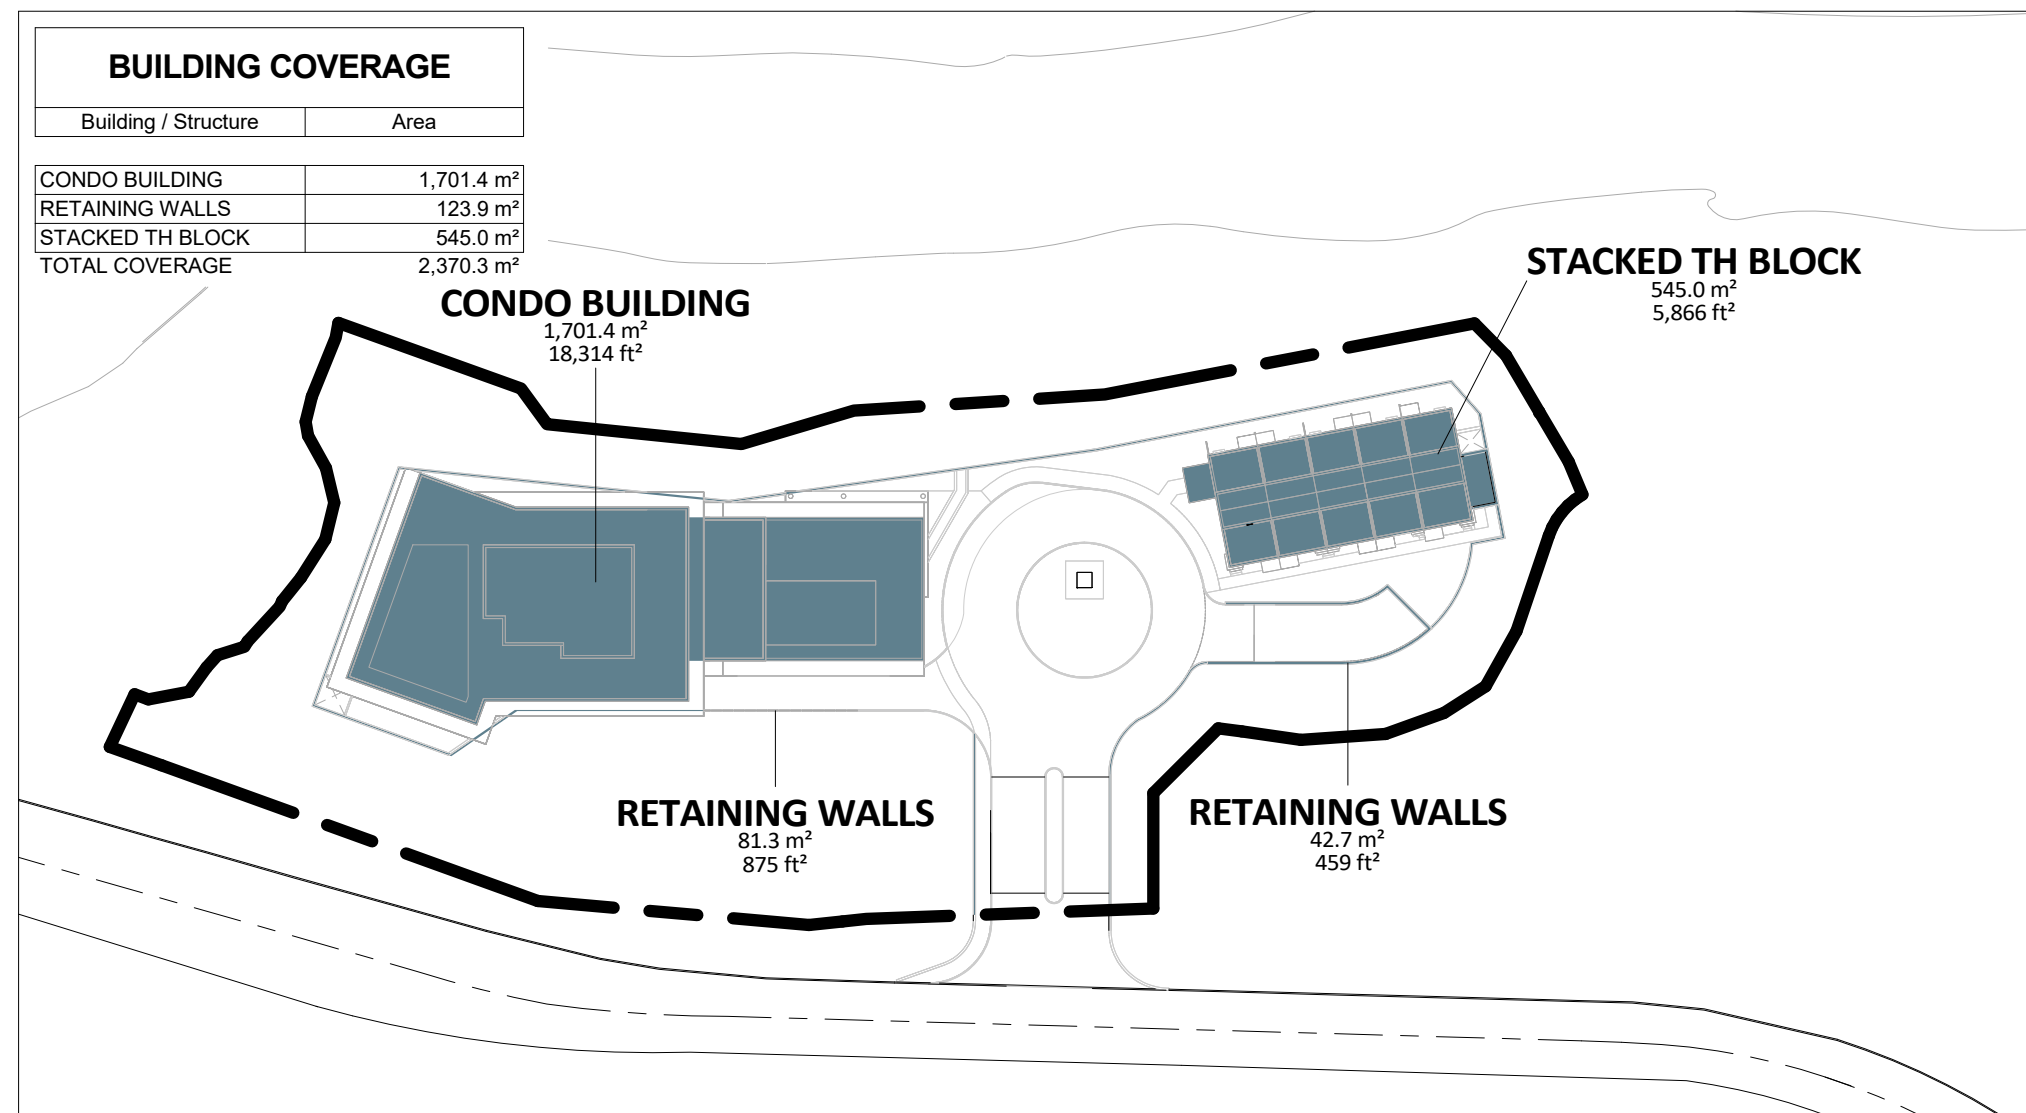 BUILDING COVERAGE
Building / Structure Area
CONDO BUILDING 1,701.4 m²
RETAINING WALLS 123.9 m²
STACKED TH BLOCK 545.0 m²
TOTAL COVERAGE 2,370.3 m²
CONDO BUILDING
1,701.4 m²
18,314 ft²
STACKED TH BLOCK
545.0 m²
5,866 ft²
RETAINING WALLS
81.3 m²
875 ft²
RETAINING WALLS
42.7 m²
459 ft²